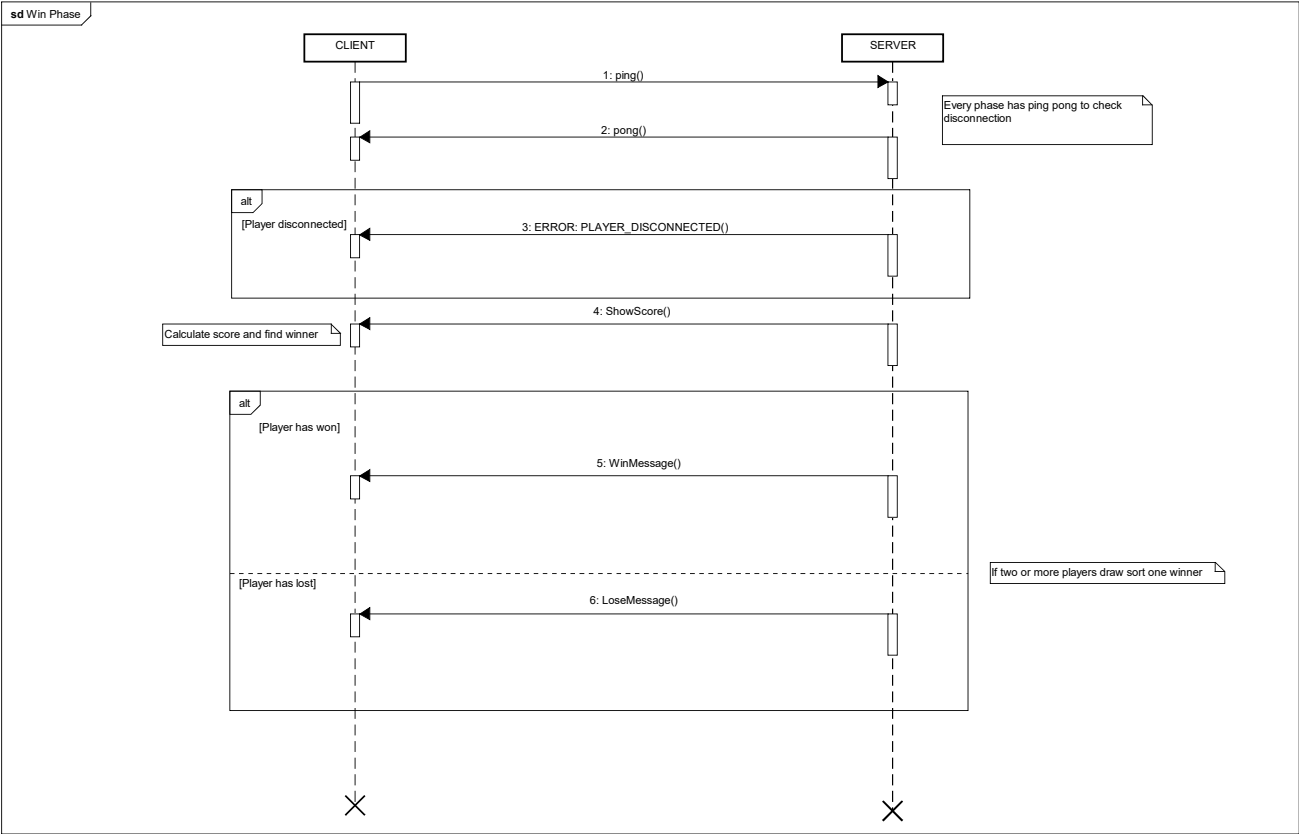 sd Win Phase
CLIENT
SERVER
1: ping()
Every phase has ping pong to check
disconnection
2: pong()
alt
[Player disconnected]
3: ERROR: PLAYER_DISCONNECTED()
4: ShowScore()
Calculate score and find winner
alt
[Player has won]
5: WinMessage()
If two or more players draw sort one winner
[Player has lost]
6: LoseMessage()